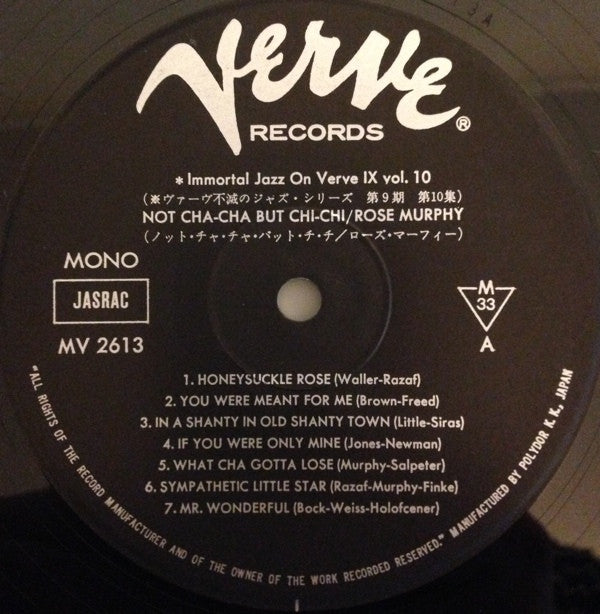 Verve
RECORDS ®
* Immortal Jazz On Verve IX vol. 10
(※ヴァーヴ不滅のジャズ・シリーズ 第9期 第10集)
NOT CHA-CHA BUT CHI-CHI/ROSE MURPHY
(ノット・チャ・チャ・バット・チ・チ/ローズ・マーフィー)
MONO
JASRAC
MV 2613
M
33
A
1. HONEYSUCKLE ROSE (Waller-Razaf)
2. YOU WERE MEANT FOR ME (Brown-Freed)
3. IN A SHANTY IN OLD SHANTY TOWN (Little-Siras)
4. IF YOU WERE ONLY MINE (Jones-Newman)
5. WHAT CHA GOTTA LOSE (Murphy-Salpeter)
6. SYMPATHETIC LITTLE STAR (Razaf-Murphy-Finke)
7. MR. WONDERFUL (Bock-Weiss-Holofcener)
"ALL RIGHTS OF THE RECORD MANUFACTURER AND OF THE OWNER OF THE WORK RECORDED RESERVED." MANUFACTURED BY POLYDOR K.K., JAPAN